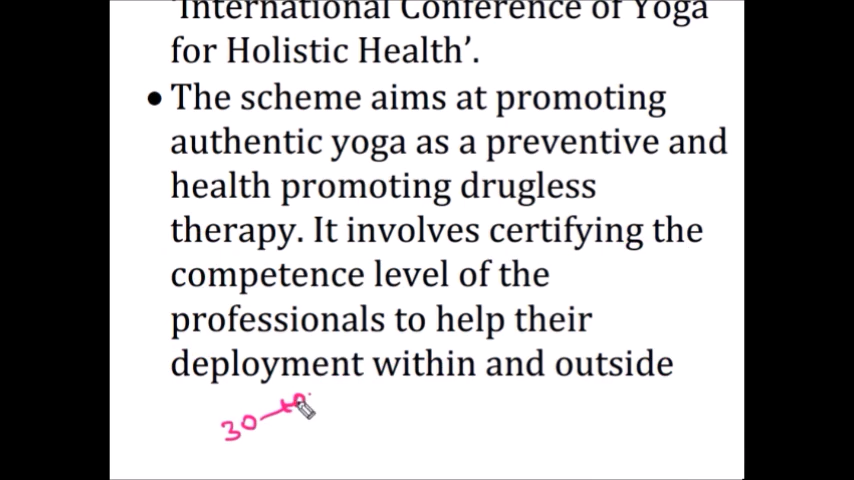 'International Conference of Yoga
for Holistic Health'.
• The scheme aims at promoting
authentic yoga as a preventive and
health promoting drugless
therapy. It involves certifying the
competence level of the
professionals to help their
deployment within and outside
30